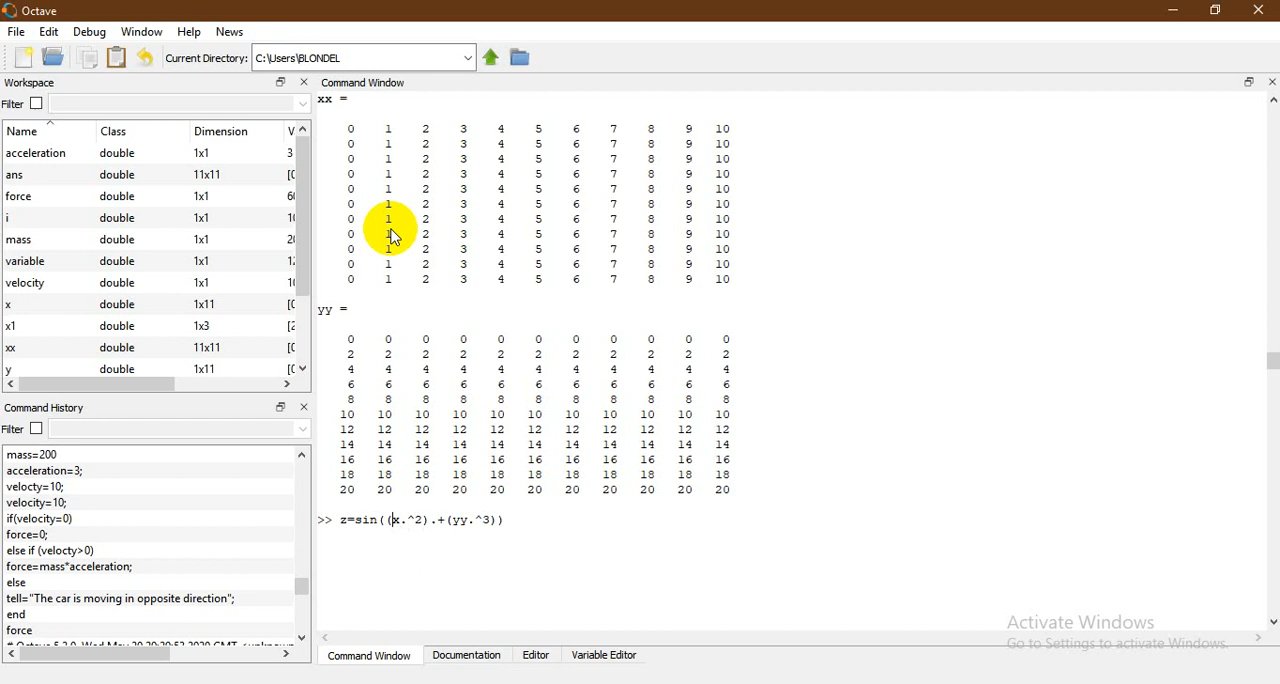 Octave
File Edit Debug Window Help News
Current Directory: C:\Users\BLONDEL
Workspace
Filter
Name Class Dimension V
acceleration double 1x1 3
ans double 11x11 [0
force double 1x1 60
i double 1x1 10
mass double 1x1 20
variable double 1x1 12
velocity double 1x1 10
x double 1x11 [0
x1 double 1x3 [2
xx double 11x11 [0
y double 1x11 [0
Command History
Filter
mass=200
acceleration=3;
velocty=10;
velocity=10;
if(velocity=0)
force=0;
else if (velocty>0)
force=mass*acceleration;
else
tell="The car is moving in opposite direction";
end
force
Command Window
xx =
0 1 2 3 4 5 6 7 8 9 10
0 1 2 3 4 5 6 7 8 9 10
0 1 2 3 4 5 6 7 8 9 10
0 1 2 3 4 5 6 7 8 9 10
0 1 2 3 4 5 6 7 8 9 10
0 1 2 3 4 5 6 7 8 9 10
0 1 2 3 4 5 6 7 8 9 10
0 1 2 3 4 5 6 7 8 9 10
0 1 2 3 4 5 6 7 8 9 10
0 1 2 3 4 5 6 7 8 9 10
0 1 2 3 4 5 6 7 8 9 10
yy =
0 0 0 0 0 0 0 0 0 0 0
2 2 2 2 2 2 2 2 2 2 2
4 4 4 4 4 4 4 4 4 4 4
6 6 6 6 6 6 6 6 6 6 6
8 8 8 8 8 8 8 8 8 8 8
10 10 10 10 10 10 10 10 10 10 10
12 12 12 12 12 12 12 12 12 12 12
14 14 14 14 14 14 14 14 14 14 14
16 16 16 16 16 16 16 16 16 16 16
18 18 18 18 18 18 18 18 18 18 18
20 20 20 20 20 20 20 20 20 20 20
>> z=sin((x.^2).+(yy.^3))
Activate Windows
Go to Settings to activate Windows.
Command Window Documentation Editor Variable Editor